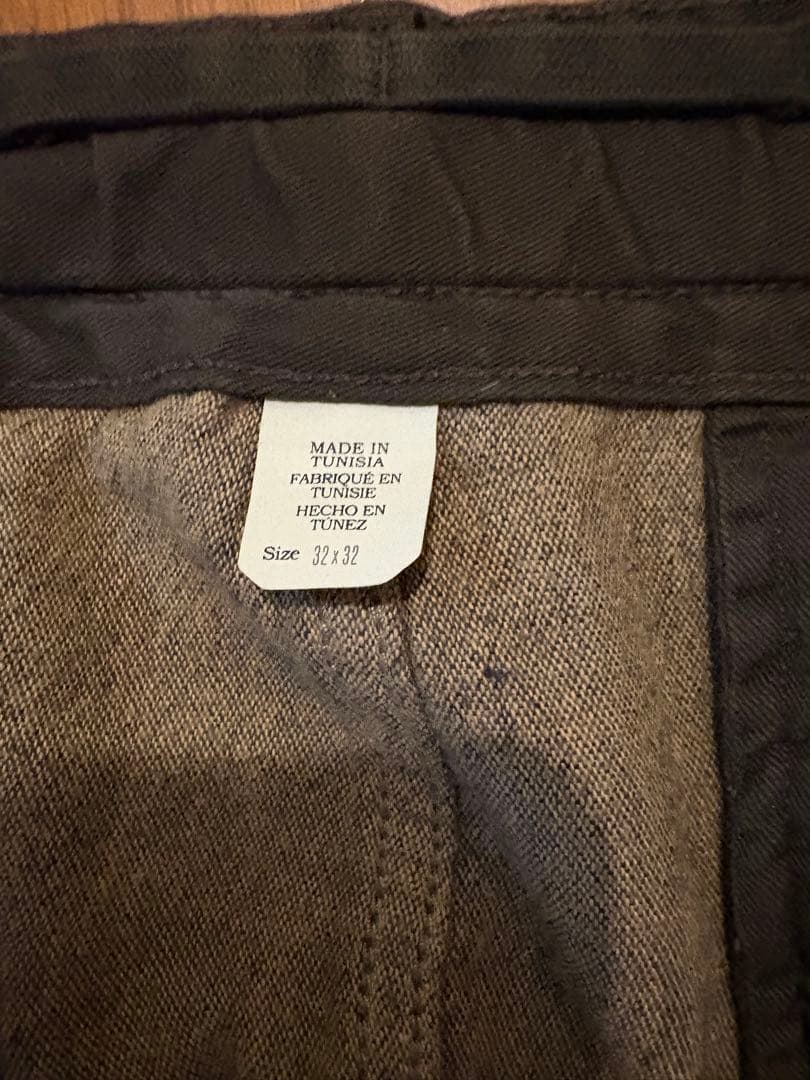 MADE IN
TUNISIA
FABRIQUÉ EN
TUNISIE
HECHO EN
TÚNEZ
Size 32 x 32